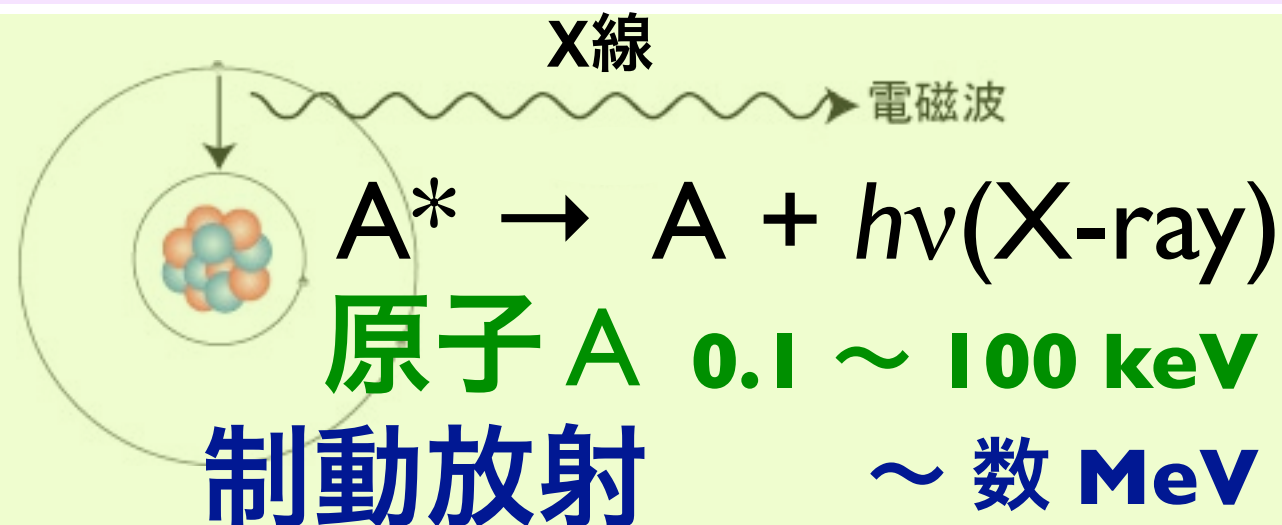 X線
電磁波
A* → A + hν(X-ray)
原子 A 0.1 ～ 100 keV
制動放射 ～ 数 MeV